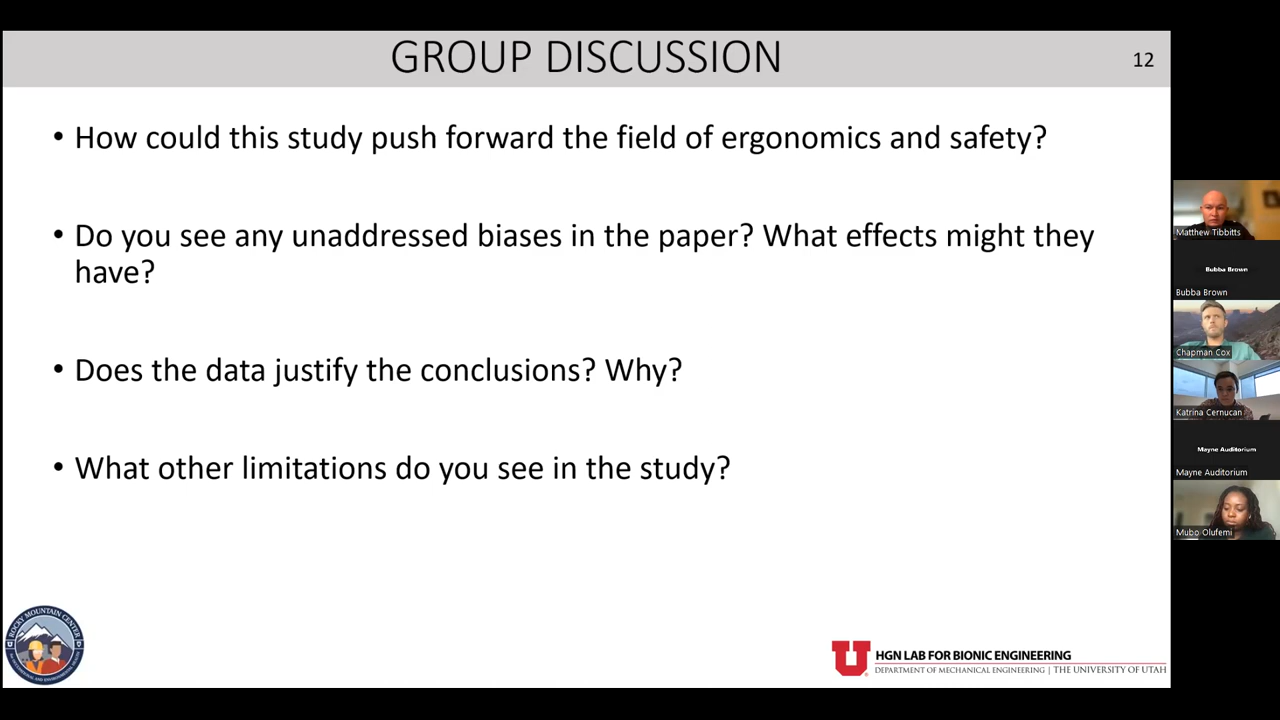 GROUP DISCUSSION
12
• How could this study push forward the field of ergonomics and safety?
• Do you see any unaddressed biases in the paper? What effects might they
have?
• Does the data justify the conclusions? Why?
• What other limitations do you see in the study?
Matthew Tibbitts
Bubba Brown
Bubba Brown
Chapman Cox
Katrina Cernucan
Mayne Auditorium
Mayne Auditorium
Mubo Olufemi
ROCKY MOUNTAIN CENTER
U
HGN LAB FOR BIONIC ENGINEERING
DEPARTMENT OF MECHANICAL ENGINEERING | THE UNIVERSITY OF UTAH